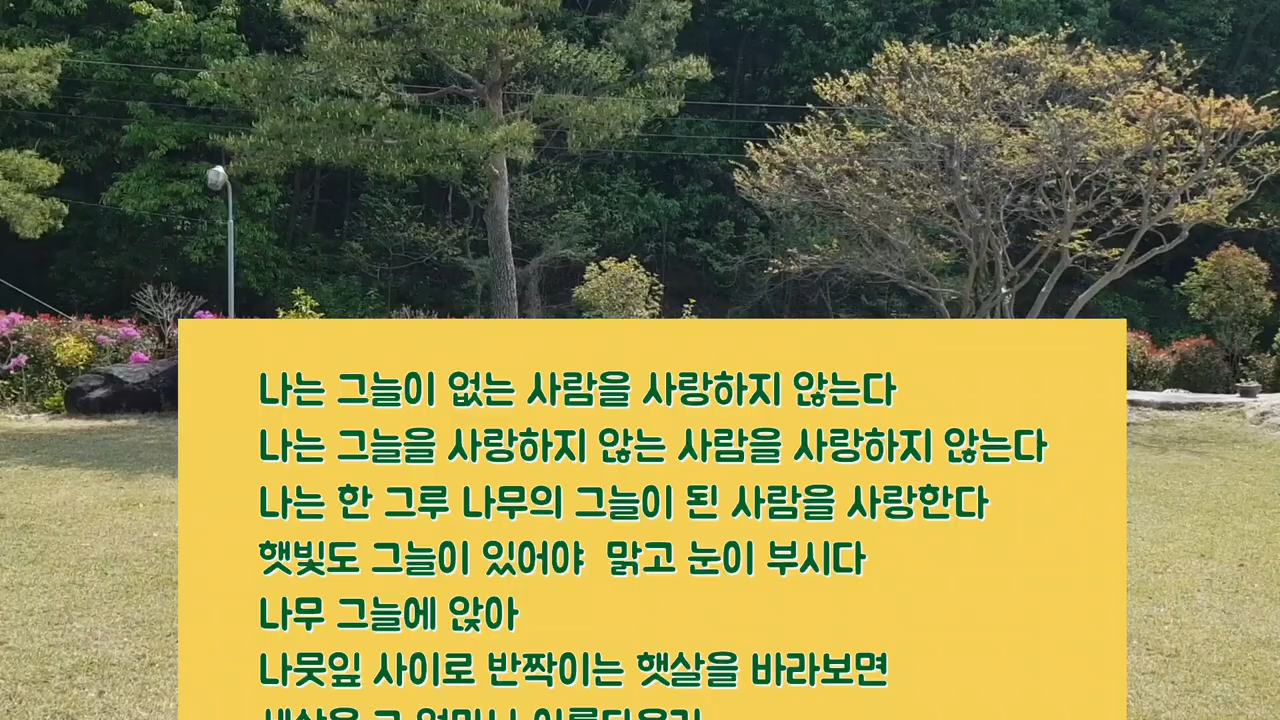 나는 그늘이 없는 사람을 사랑하지 않는다
나는 그늘을 사랑하지 않는 사람을 사랑하지 않는다
나는 한 그루 나무의 그늘이 된 사람을 사랑한다
햇빛도 그늘이 있어야 맑고 눈이 부시다
나무 그늘에 앉아
나뭇잎 사이로 반짝이는 햇살을 바라보면